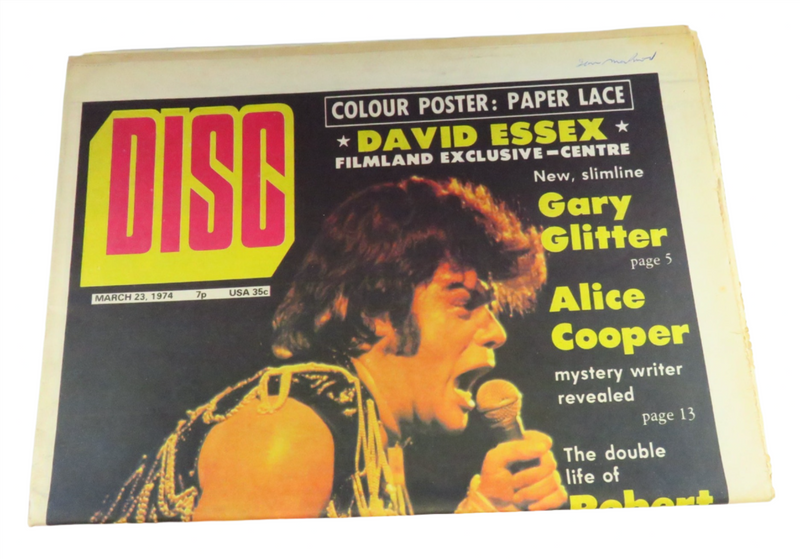 COLOUR POSTER: PAPER LACE
DISC
★ DAVID ESSEX ★
FILMLAND EXCLUSIVE–CENTRE
New, slimline
Gary
Glitter
page 5
MARCH 23, 1974 7p USA 35c
Alice
Cooper
mystery writer
revealed
page 13
The double
life of
Robert